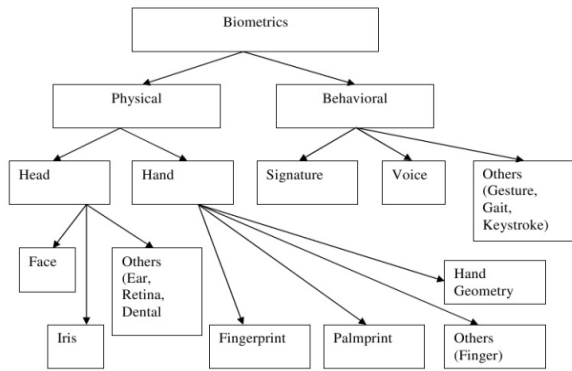 Biometrics
Physical
Behavioral
Head
Hand
Signature
Voice
Others
(Gesture,
Gait,
Keystroke)
Face
Others
(Ear,
Retina,
Dental
Hand
Geometry
Iris
Fingerprint
Palmprint
Others
(Finger)